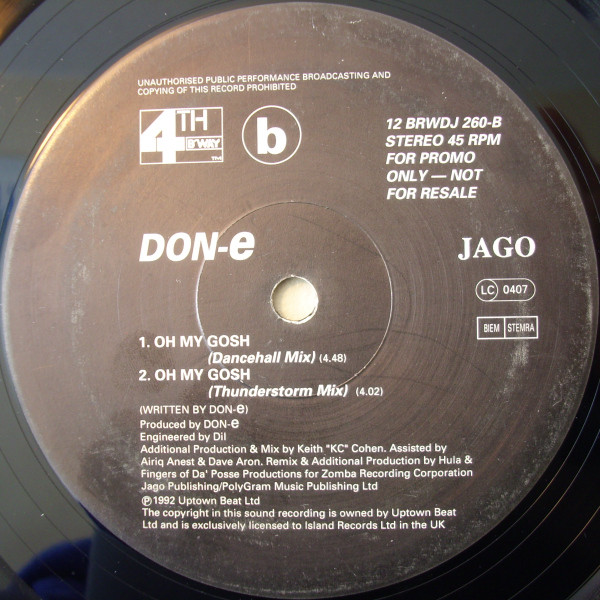 UNAUTHORISED PUBLIC PERFORMANCE BROADCASTING AND
COPYING OF THIS RECORD PROHIBITED
4TH
B'WAY
TM
b
12 BRWDJ 260-B
STEREO 45 RPM
FOR PROMO
ONLY — NOT
FOR RESALE
DON-e
JAGO
LC 0407
BIEM STEMRA
1. OH MY GOSH
(Dancehall Mix) (4.48)
2. OH MY GOSH
(Thunderstorm Mix) (4.02)
(WRITTEN BY DON-e)
Produced by DON-e
Engineered by Dil
Additional Production & Mix by Keith "KC" Cohen. Assisted by
Airiq Anest & Dave Aron. Remix & Additional Production by Hula &
Fingers of Da' Posse Productions for Zomba Recording Corporation
Jago Publishing/PolyGram Music Publishing Ltd
℗1992 Uptown Beat Ltd
The copyright in this sound recording is owned by Uptown Beat
Ltd and is exclusively licensed to Island Records Ltd in the UK